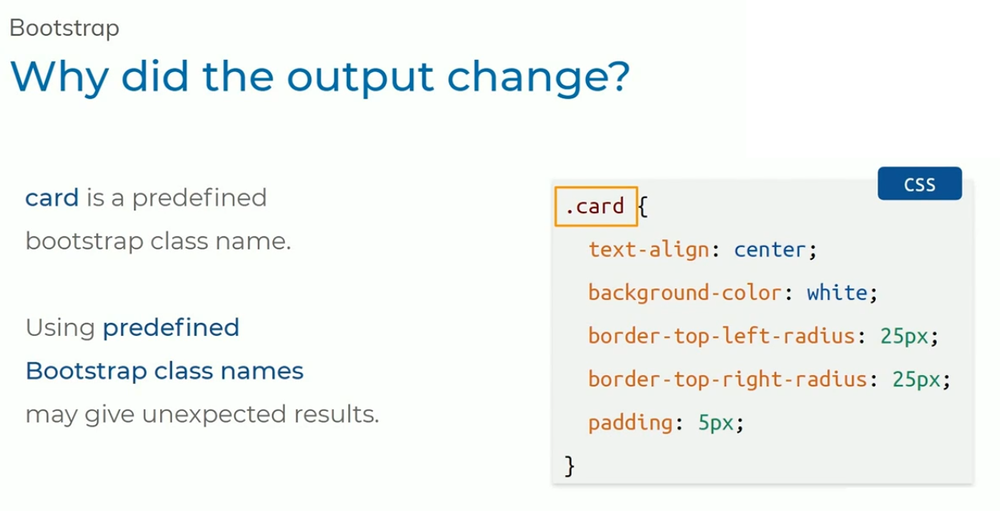 Bootstrap
Why did the output change?
card is a predefined
bootstrap class name.
Using predefined
Bootstrap class names
may give unexpected results.
CSS
.card {
text-align: center;
background-color: white;
border-top-left-radius: 25px;
border-top-right-radius: 25px;
padding: 5px;
}